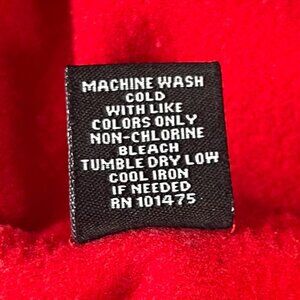 MACHINE WASH
COLD
WITH LIKE
COLORS ONLY
NON-CHLORINE
BLEACH
TUMBLE DRY LOW
COOL IRON
IF NEEDED
RN 101475